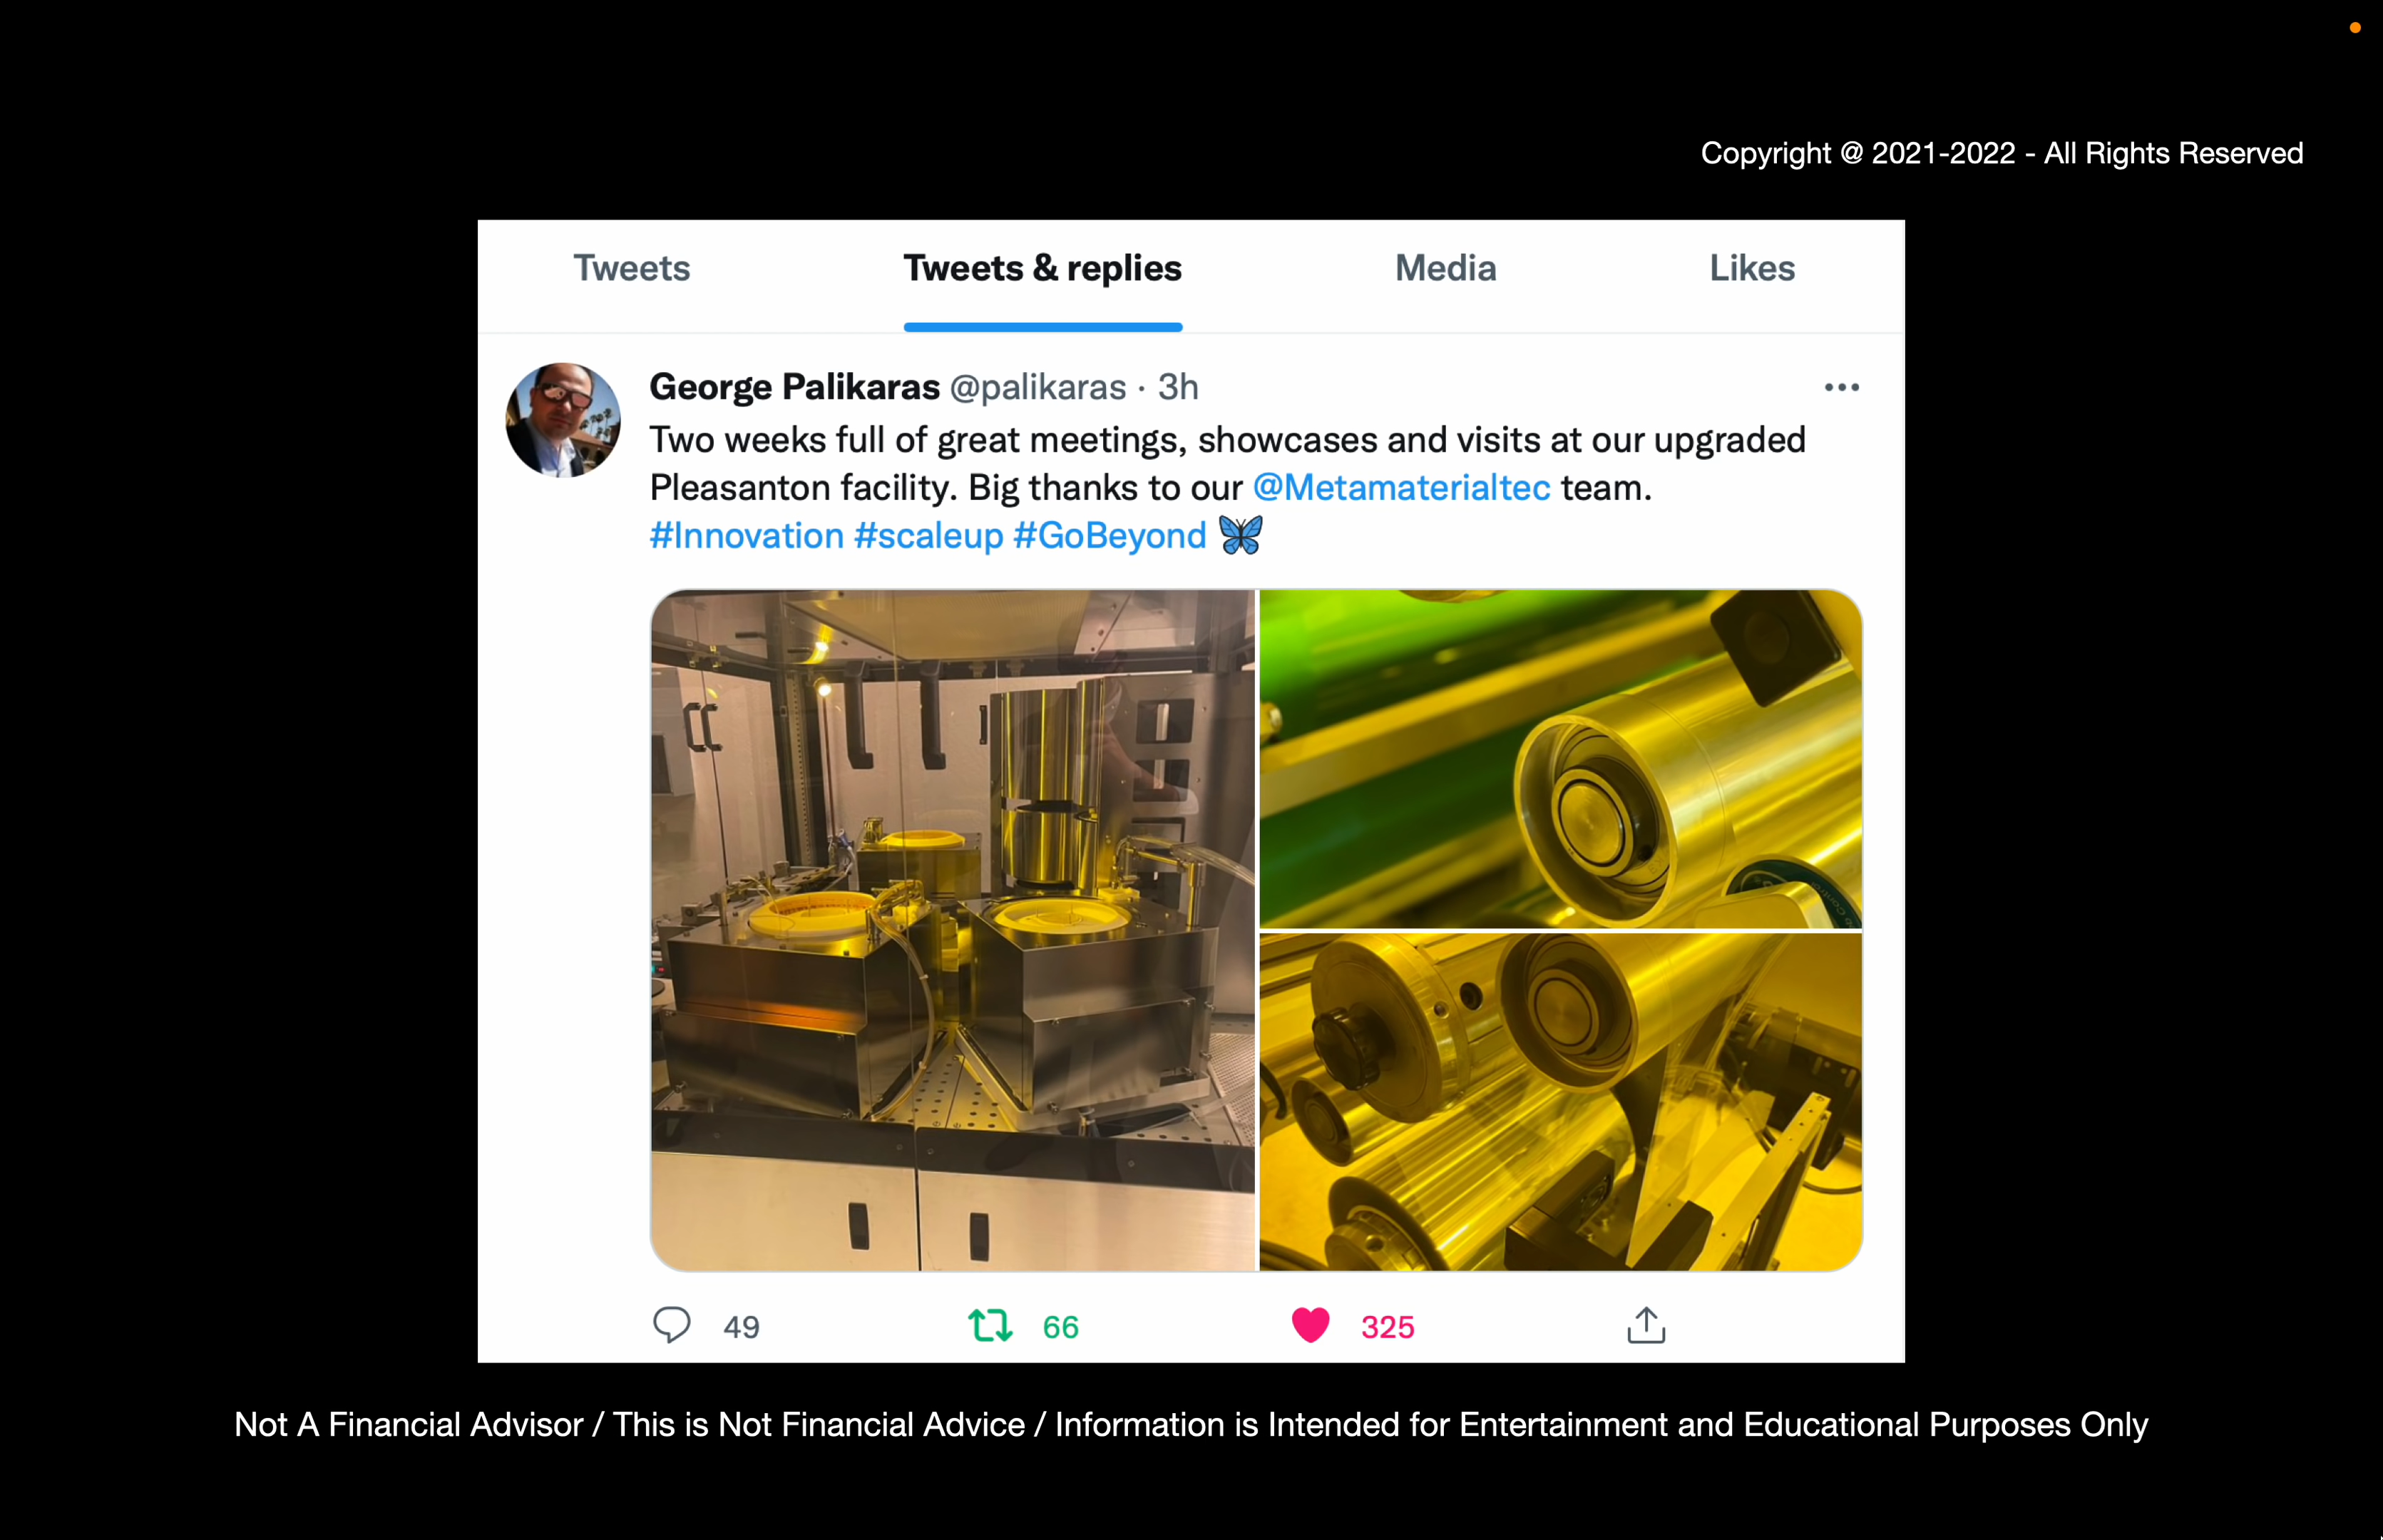 Copyright @ 2021-2022 - All Rights Reserved
Tweets Tweets & replies Media Likes
George Palikaras @palikaras · 3h
Two weeks full of great meetings, showcases and visits at our upgraded
Pleasanton facility. Big thanks to our @Metamaterialtec team.
#Innovation #scaleup #GoBeyond 🦋
49 66 325
Not A Financial Advisor / This is Not Financial Advice / Information is Intended for Entertainment and Educational Purposes Only